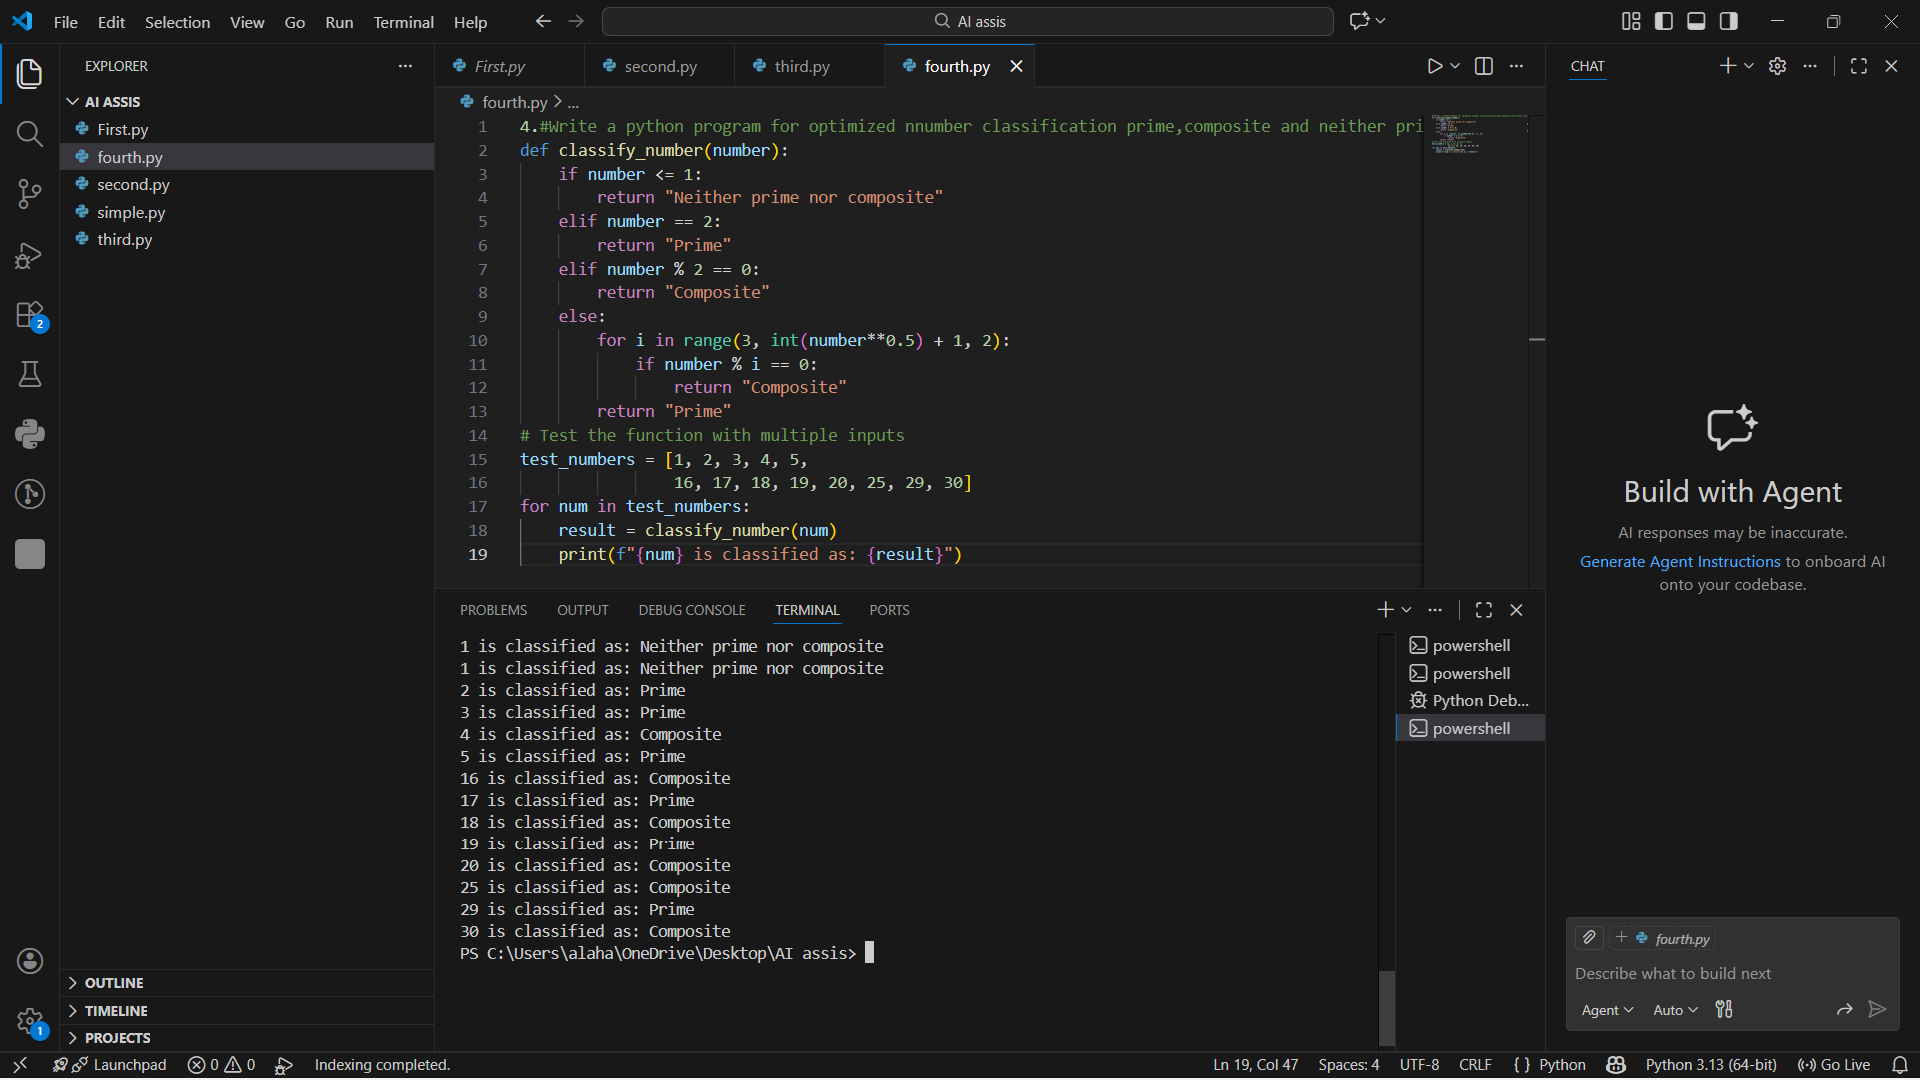 File Edit Selection View Go Run Terminal Help
AI assis
EXPLORER
AI ASSIS
First.py
fourth.py
second.py
simple.py
third.py
OUTLINE
TIMELINE
PROJECTS
2
1
First.py second.py third.py fourth.py
fourth.py > ...
1 4.#Write a python program for optimized nnumber classification prime,composite and neither pri
2 def classify_number(number):
3 if number <= 1:
4 return "Neither prime nor composite"
5 elif number == 2:
6 return "Prime"
7 elif number % 2 == 0:
8 return "Composite"
9 else:
10 for i in range(3, int(number**0.5) + 1, 2):
11 if number % i == 0:
12 return "Composite"
13 return "Prime"
14 # Test the function with multiple inputs
15 test_numbers = [1, 2, 3, 4, 5,
16 16, 17, 18, 19, 20, 25, 29, 30]
17 for num in test_numbers:
18 result = classify_number(num)
19 print(f"{num} is classified as: {result}")
PROBLEMS OUTPUT DEBUG CONSOLE TERMINAL PORTS
1 is classified as: Neither prime nor composite
1 is classified as: Neither prime nor composite
2 is classified as: Prime
3 is classified as: Prime
4 is classified as: Composite
5 is classified as: Prime
16 is classified as: Composite
17 is classified as: Prime
18 is classified as: Composite
19 is classified as: Prime
20 is classified as: Composite
25 is classified as: Composite
29 is classified as: Prime
30 is classified as: Composite
PS C:\Users\alaha\OneDrive\Desktop\AI assis>
powershell
powershell
Python Deb...
powershell
CHAT
Build with Agent
AI responses may be inaccurate.
Generate Agent Instructions to onboard AI
onto your codebase.
fourth.py
Describe what to build next
Agent Auto
Launchpad 0 0 Indexing completed. Ln 19, Col 47 Spaces: 4 UTF-8 CRLF { } Python Python 3.13 (64-bit) Go Live